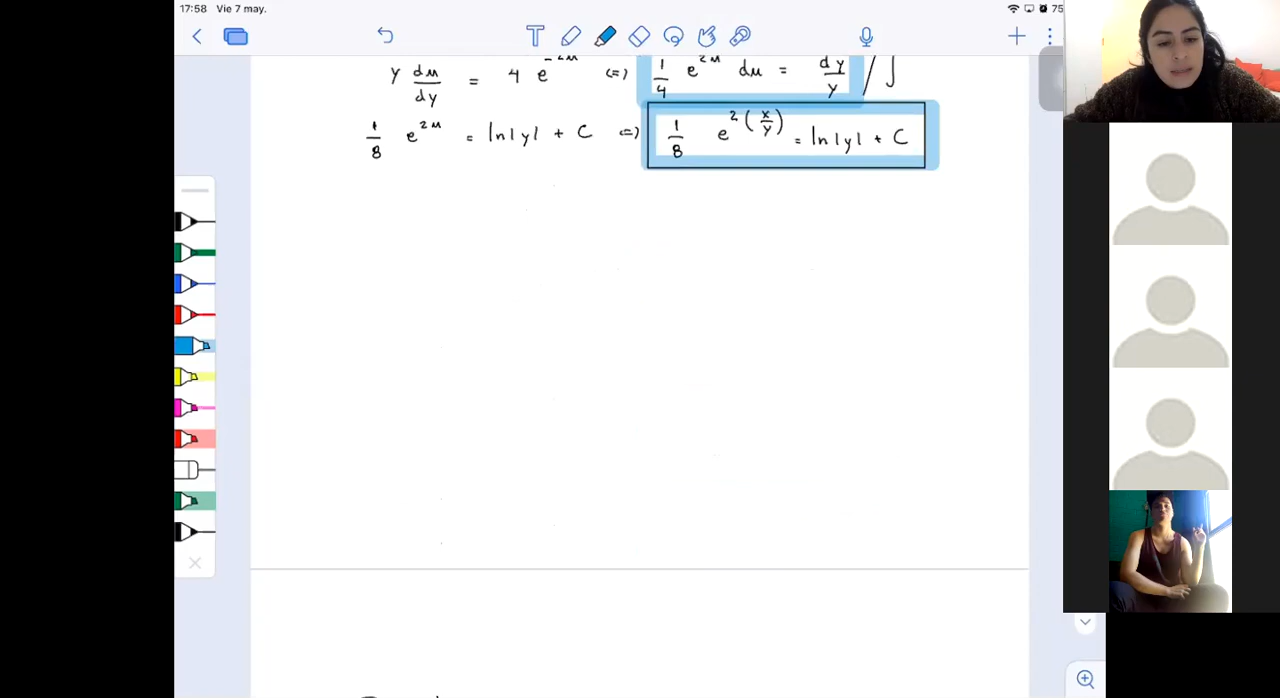 17:58 Vie 7 may.
75
T
y du/dy = 4 e^-2u <=> 1/4 e^2u du = dy/y / ∫
1/8 e^2u = ln|y| + C <=> 1/8 e^2(x/y) = ln|y| + C